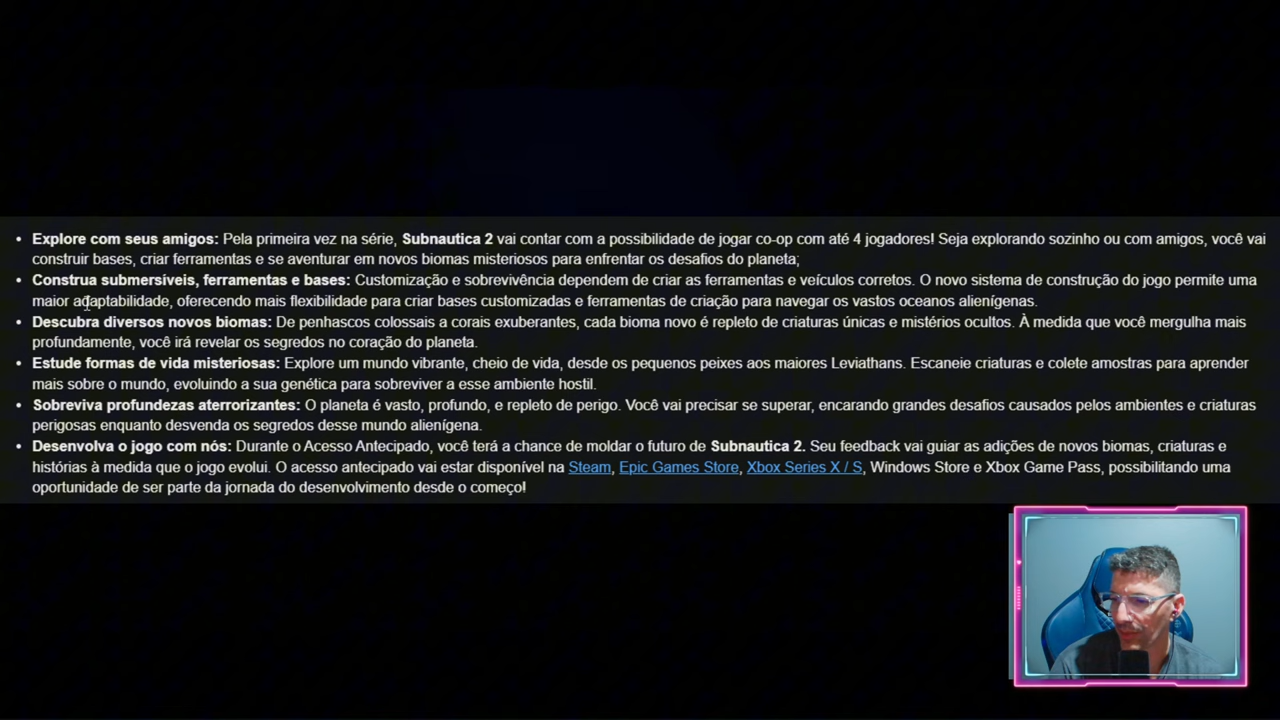 Explore com seus amigos: Pela primeira vez na série, Subnautica 2 vai contar com a possibilidade de jogar co-op com até 4 jogadores! Seja explorando sozinho ou com amigos, você vai
construir bases, criar ferramentas e se aventurar em novos biomas misteriosos para enfrentar os desafios do planeta;
Construa submersíveis, ferramentas e bases: Customização e sobrevivência dependem de criar as ferramentas e veículos corretos. O novo sistema de construção do jogo permite uma
maior adaptabilidade, oferecendo mais flexibilidade para criar bases customizadas e ferramentas de criação para navegar os vastos oceanos alienígenas.
Descubra diversos novos biomas: De penhascos colossais a corais exuberantes, cada bioma novo é repleto de criaturas únicas e mistérios ocultos. À medida que você mergulha mais
profundamente, você irá revelar os segredos no coração do planeta.
Estude formas de vida misteriosas: Explore um mundo vibrante, cheio de vida, desde os pequenos peixes aos maiores Leviathans. Escaneie criaturas e colete amostras para aprender
mais sobre o mundo, evoluindo a sua genética para sobreviver a esse ambiente hostil.
Sobreviva profundezas aterrorizantes: O planeta é vasto, profundo, e repleto de perigo. Você vai precisar se superar, encarando grandes desafios causados pelos ambientes e criaturas
perigosas enquanto desvenda os segredos desse mundo alienígena.
Desenvolva o jogo com nós: Durante o Acesso Antecipado, você terá a chance de moldar o futuro de Subnautica 2. Seu feedback vai guiar as adições de novos biomas, criaturas e
histórias à medida que o jogo evolui. O acesso antecipado vai estar disponível na Steam, Epic Games Store, Xbox Series X / S, Windows Store e Xbox Game Pass, possibilitando uma
oportunidade de ser parte da jornada do desenvolvimento desde o começo!